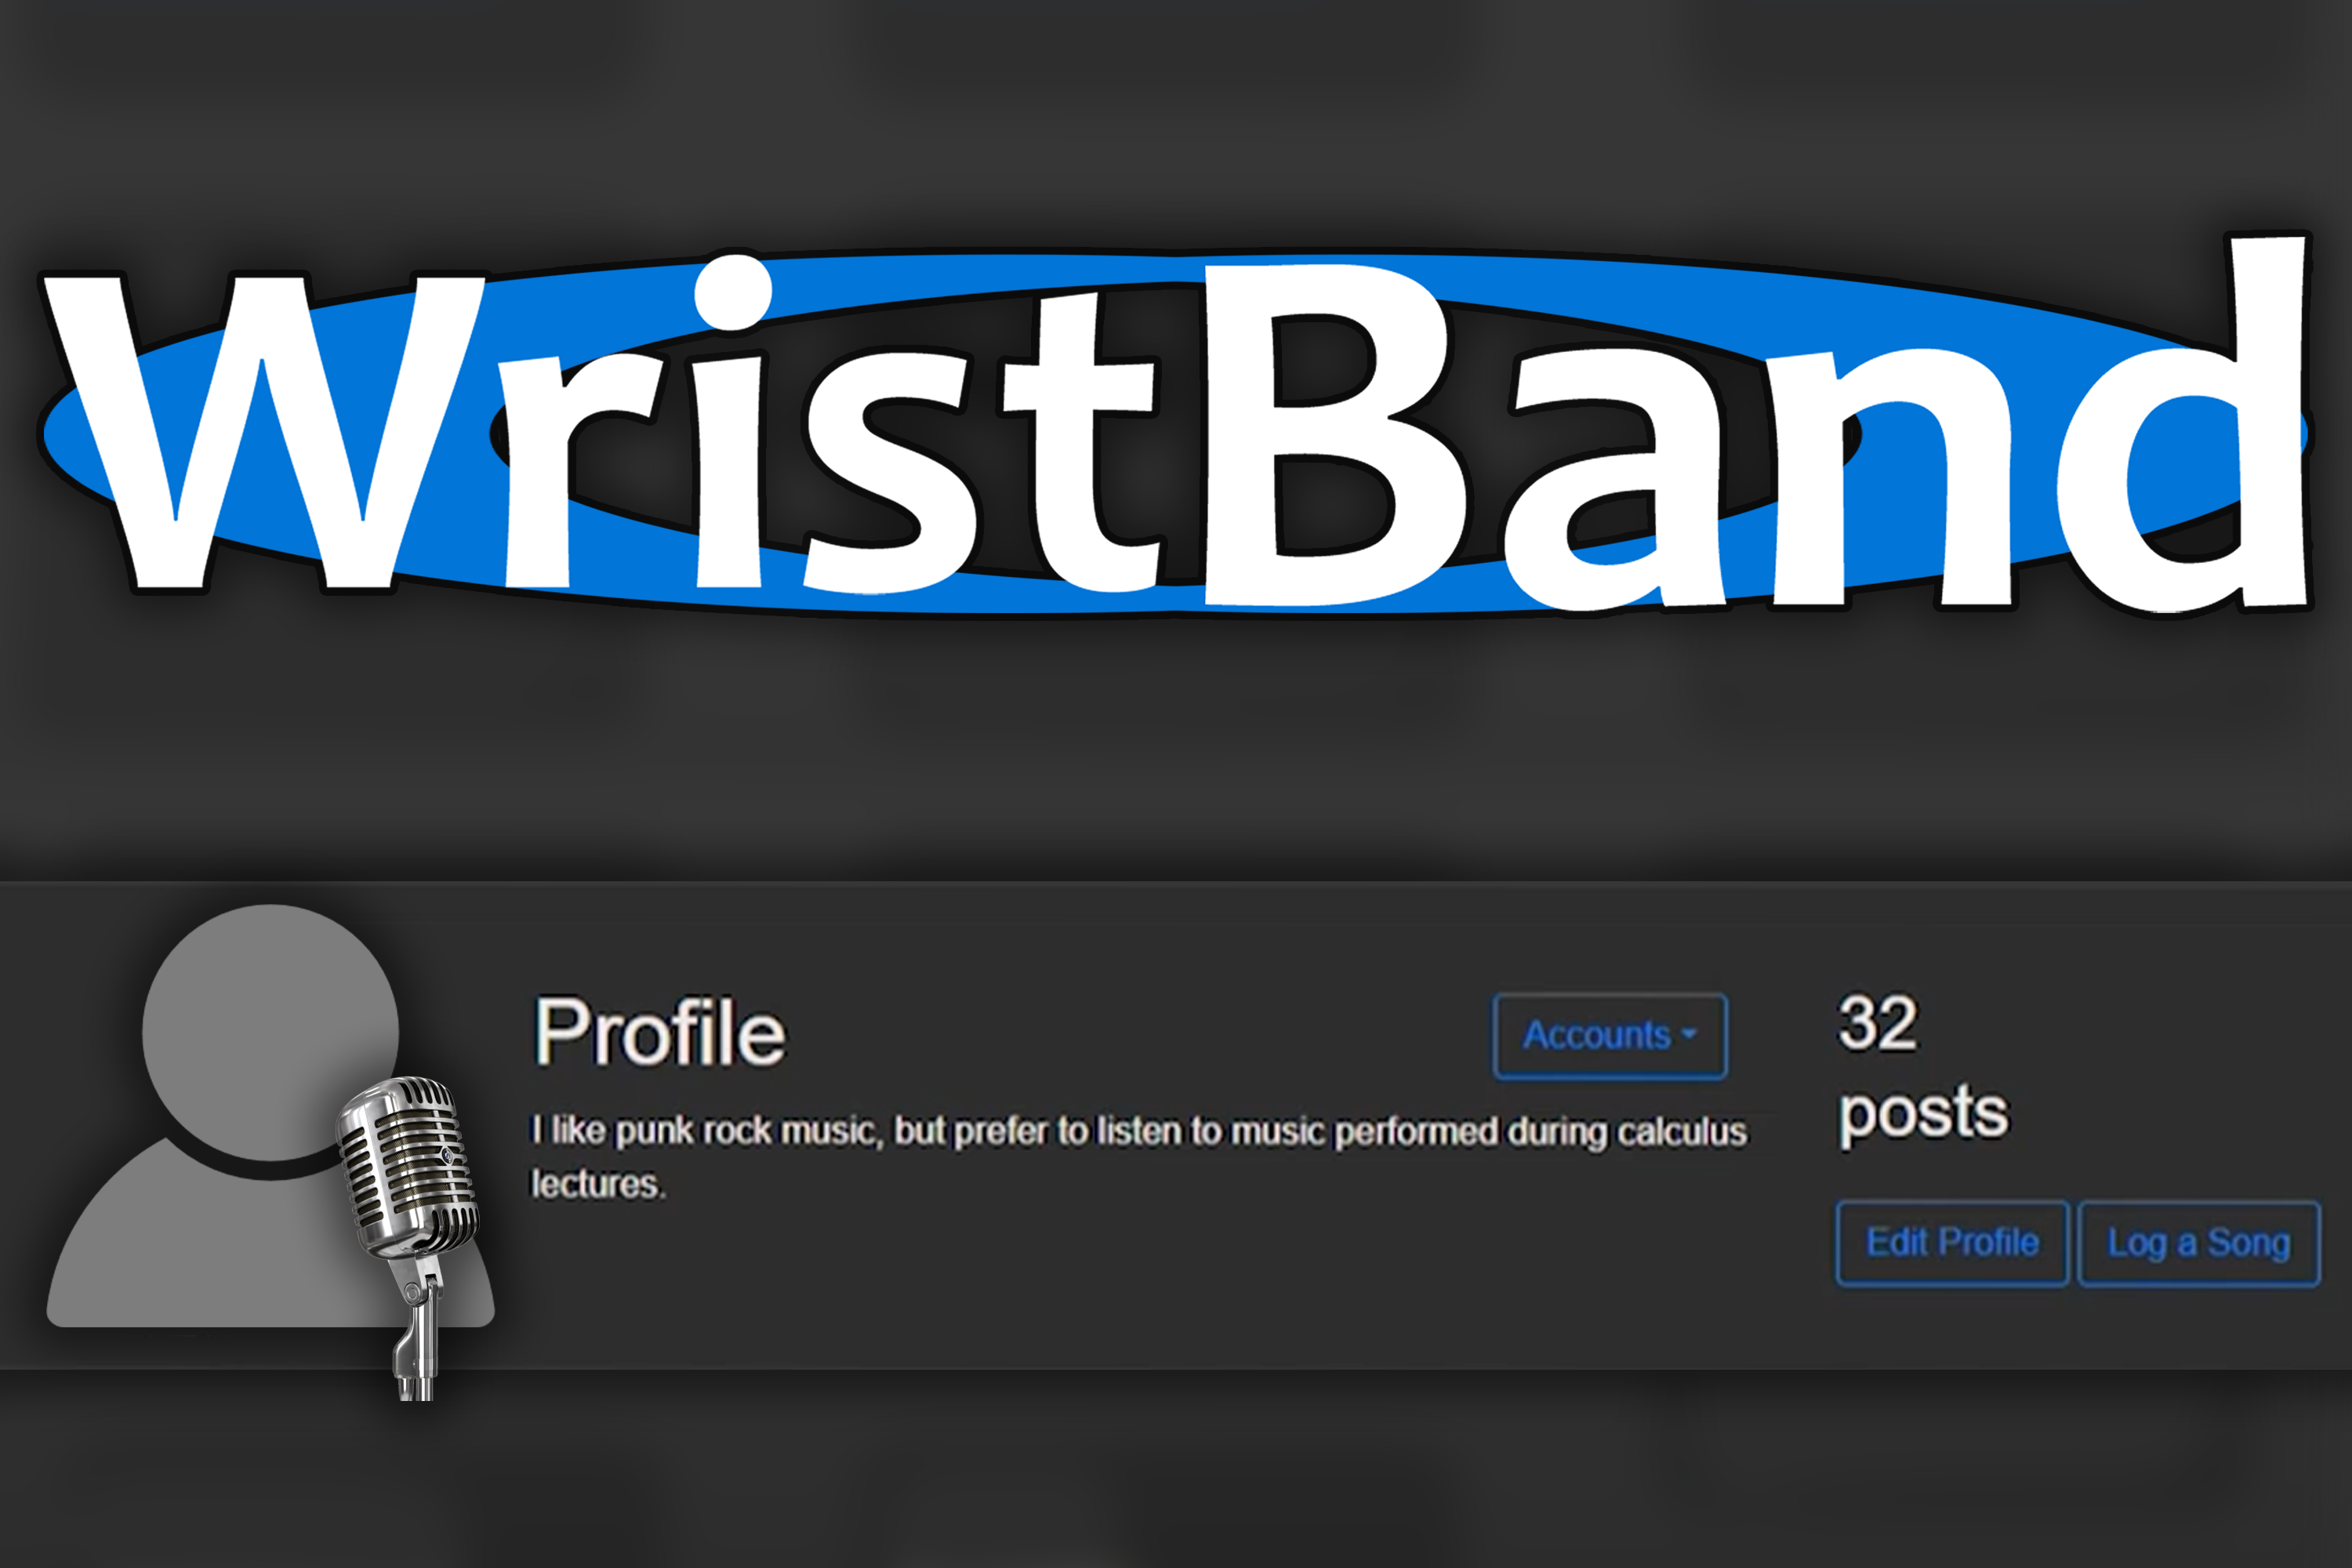 WristBand
Profile
Accounts
I like punk rock music, but prefer to listen to music performed during calculus
lectures.
32
posts
Edit Profile
Log a Song